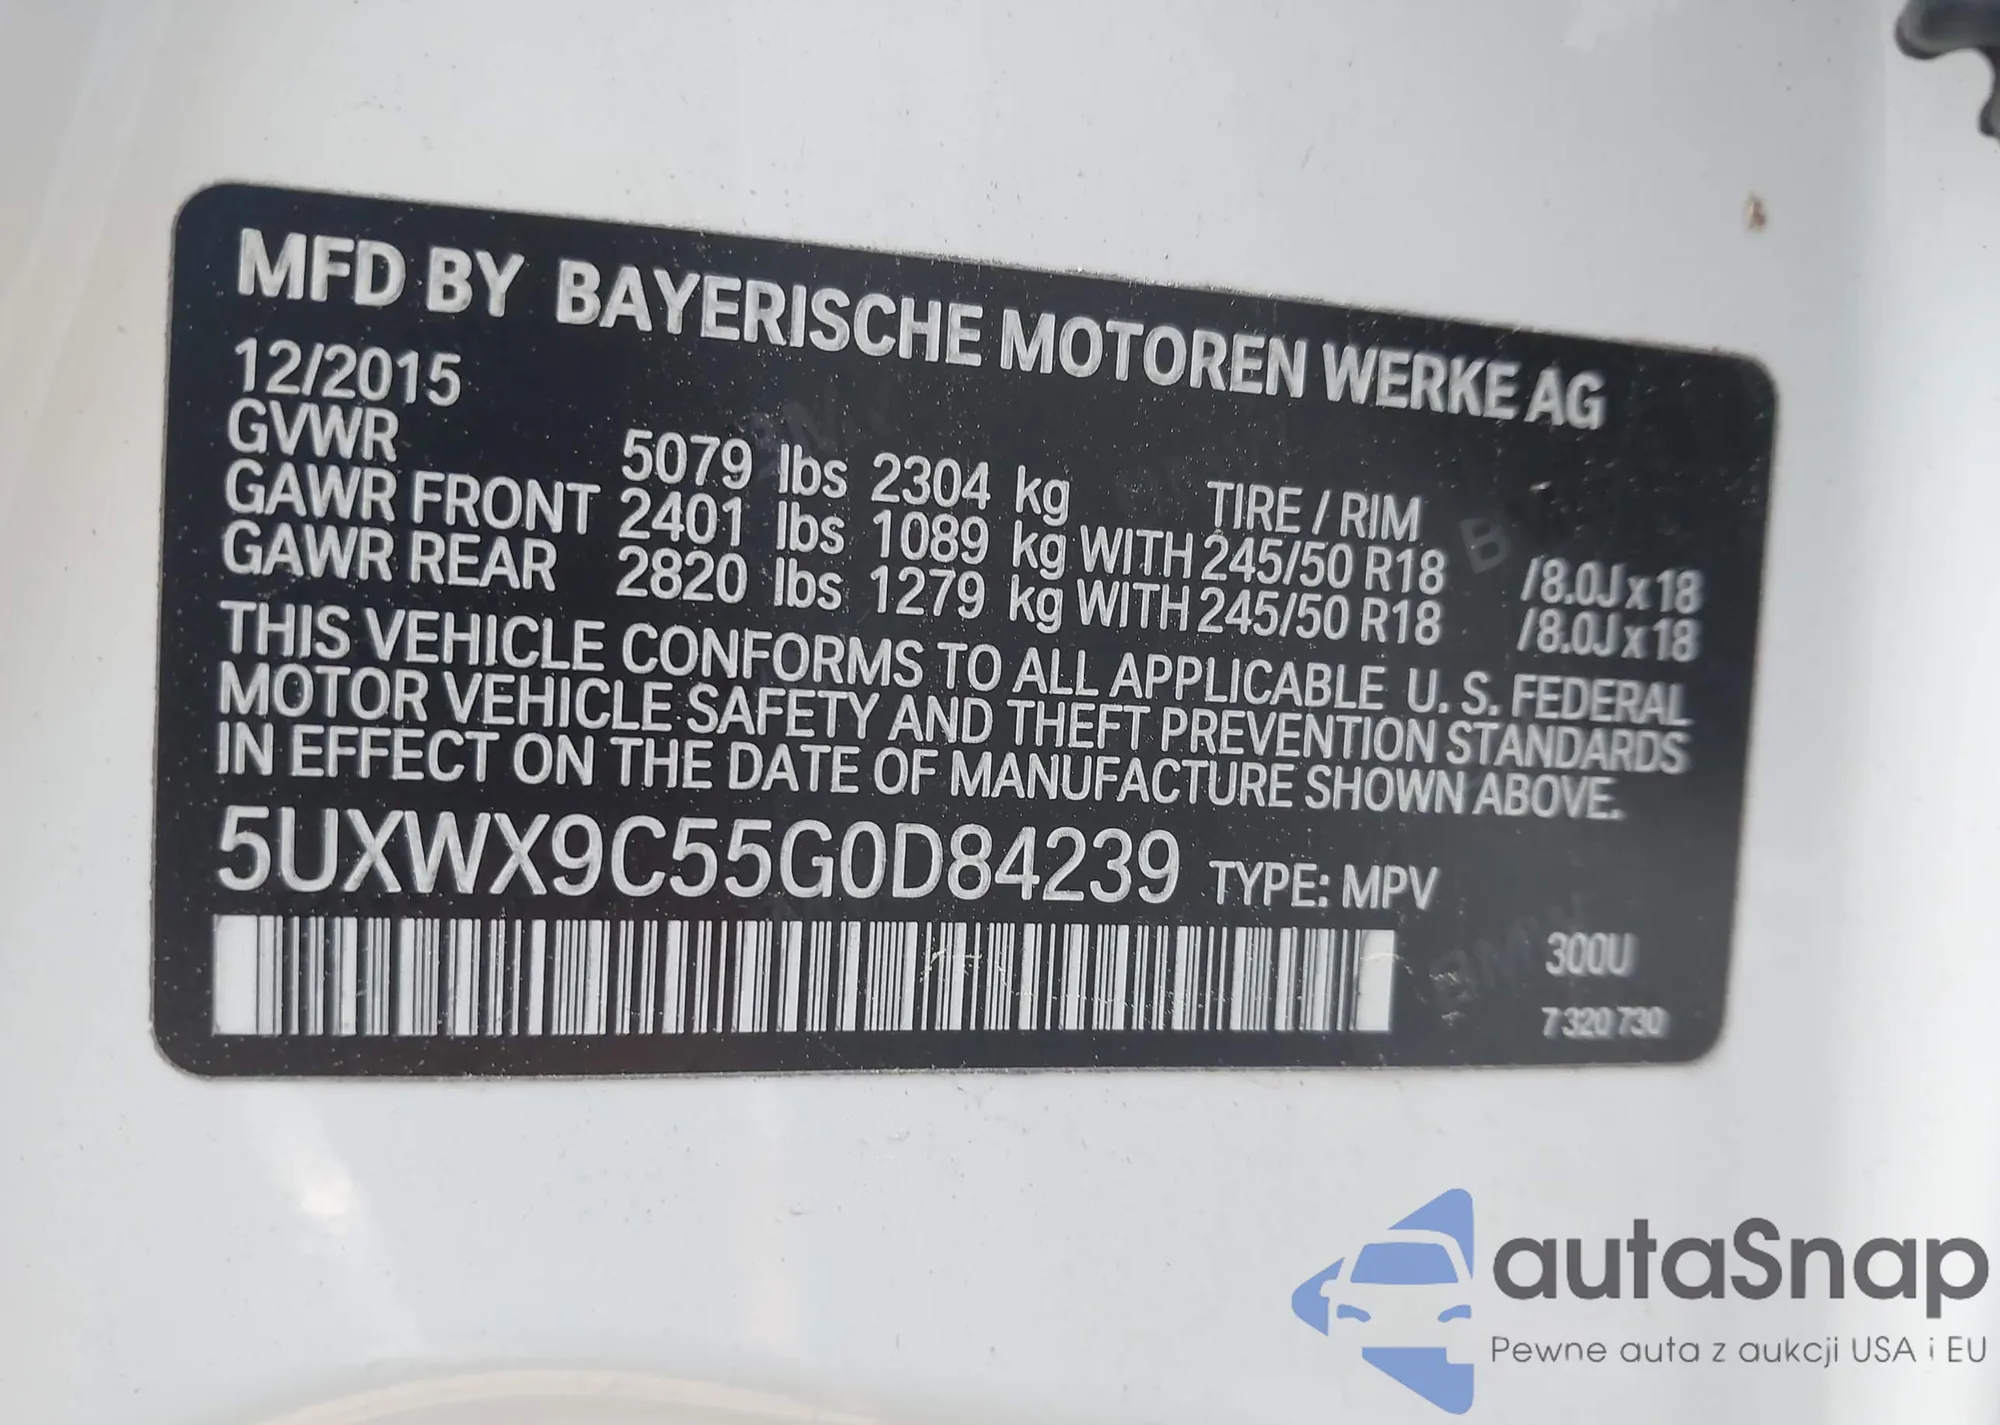 MFD BY BAYERISCHE MOTOREN WERKE AG
12/2015
GVWR 5079 lbs 2304 kg TIRE / RIM
GAWR FRONT 2401 lbs 1089 kg WITH 245/50 R18 /8.0J x 18
GAWR REAR 2820 lbs 1279 kg WITH 245/50 R18 /8.0J x 18
THIS VEHICLE CONFORMS TO ALL APPLICABLE U. S. FEDERAL
MOTOR VEHICLE SAFETY AND THEFT PREVENTION STANDARDS
IN EFFECT ON THE DATE OF MANUFACTURE SHOWN ABOVE.
5UXWX9C55G0D84239 TYPE: MPV
300U
7 320 730
autaSnap
Pewne auta z aukcji USA i EU